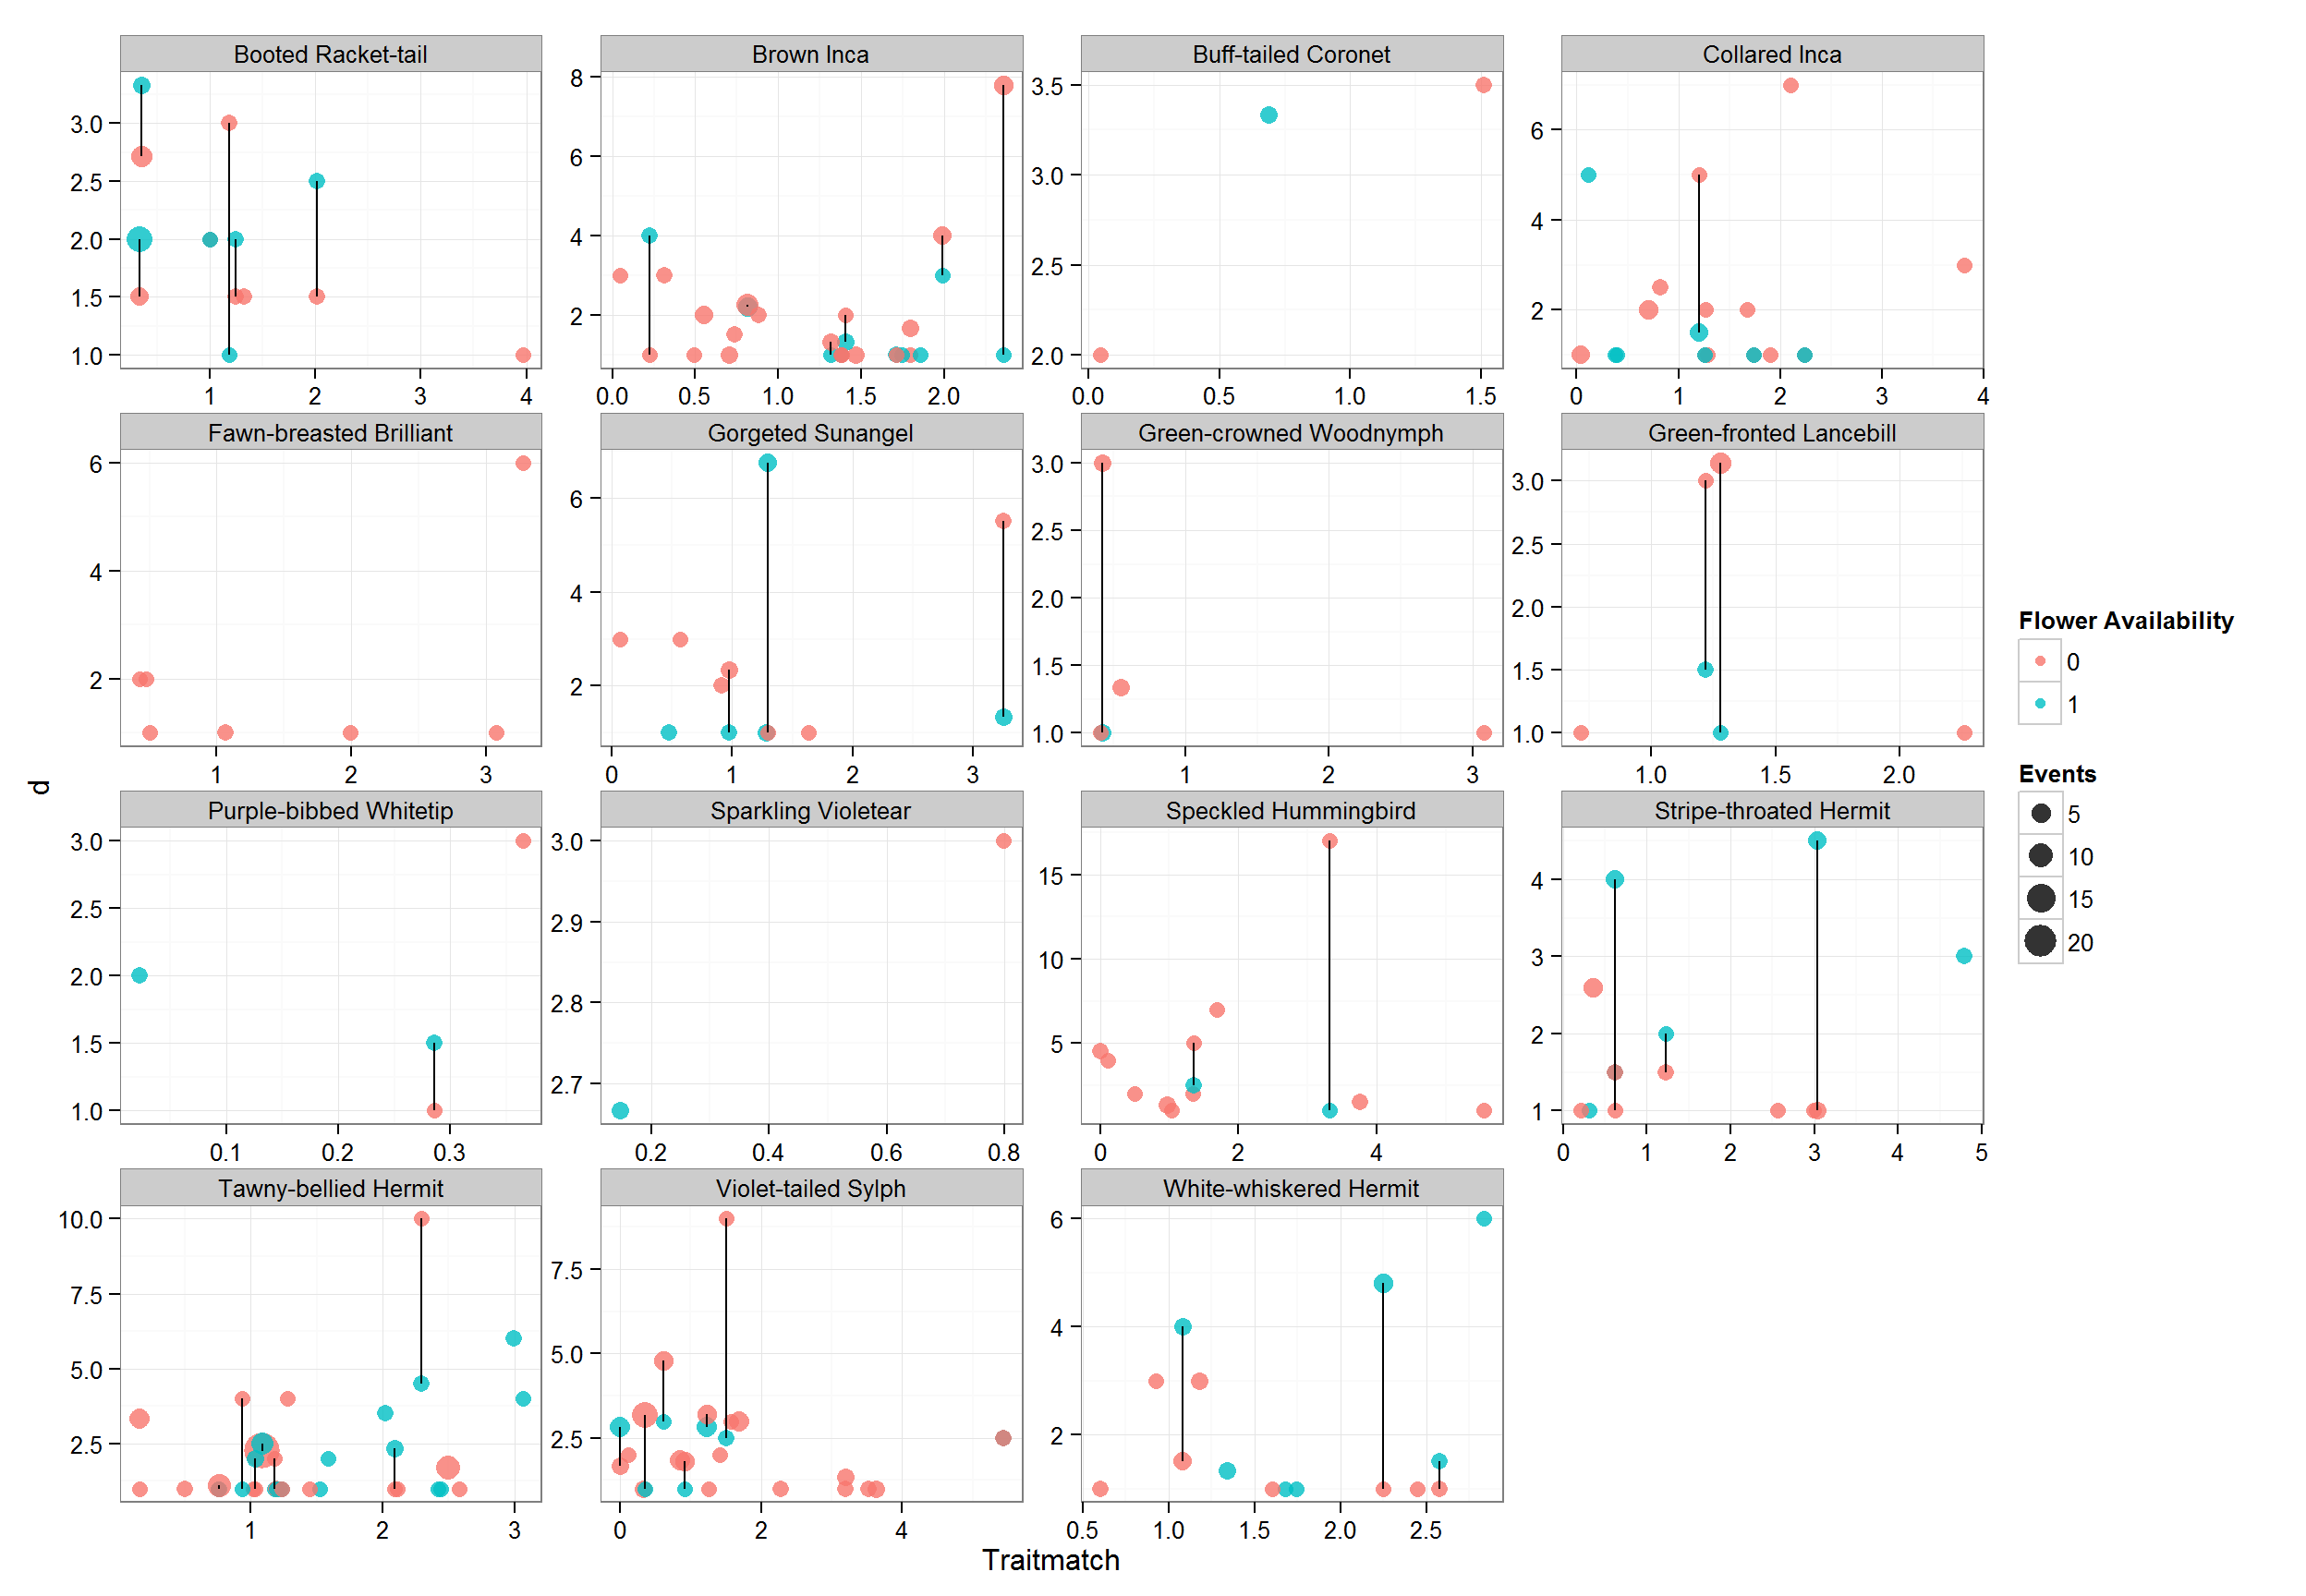 Booted Racket-tail
Brown Inca
Buff-tailed Coronet
Collared Inca
3.0
2.5
2.0
1.5
1.0
1 2 3 4
8
6
4
2
0.0 0.5 1.0 1.5 2.0
3.5
3.0
2.5
2.0
0.0 0.5 1.0 1.5
6
4
2
0 1 2 3 4
Fawn-breasted Brilliant
Gorgeted Sunangel
Green-crowned Woodnymph
Green-fronted Lancebill
6
4
2
1 2 3
6
4
2
0 1 2 3
3.0
2.5
2.0
1.5
1.0
1 2 3
3.0
2.5
2.0
1.5
1.0
1.0 1.5 2.0
Purple-bibbed Whitetip
Sparkling Violetear
Speckled Hummingbird
Stripe-throated Hermit
3.0
2.5
2.0
1.5
1.0
0.1 0.2 0.3
3.0
2.9
2.8
2.7
0.2 0.4 0.6 0.8
15
10
5
0 2 4
4
3
2
1
0 1 2 3 4 5
Tawny-bellied Hermit
Violet-tailed Sylph
White-whiskered Hermit
10.0
7.5
5.0
2.5
1 2 3
7.5
5.0
2.5
0 2 4
6
4
2
0.5 1.0 1.5 2.0 2.5
d
Traitmatch
Flower Availability
0
1
Events
5
10
15
20